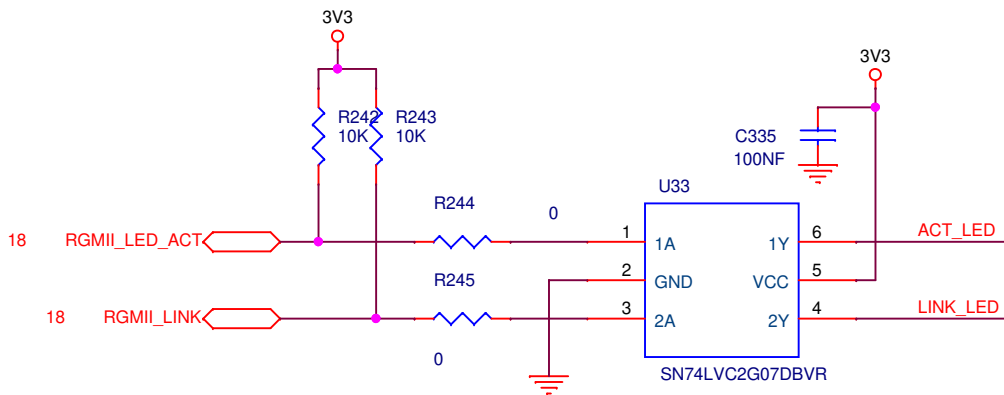 3V3
3V3
R242
R243
10K
10K
C335
100NF
U33
R244
0
18
RGMII_LED_ACT
1
1A
1Y
6
ACT_LED
R245
2
GND
VCC
5
18
RGMII_LINK
3
2A
2Y
4
LINK_LED
0
SN74LVC2G07DBVR